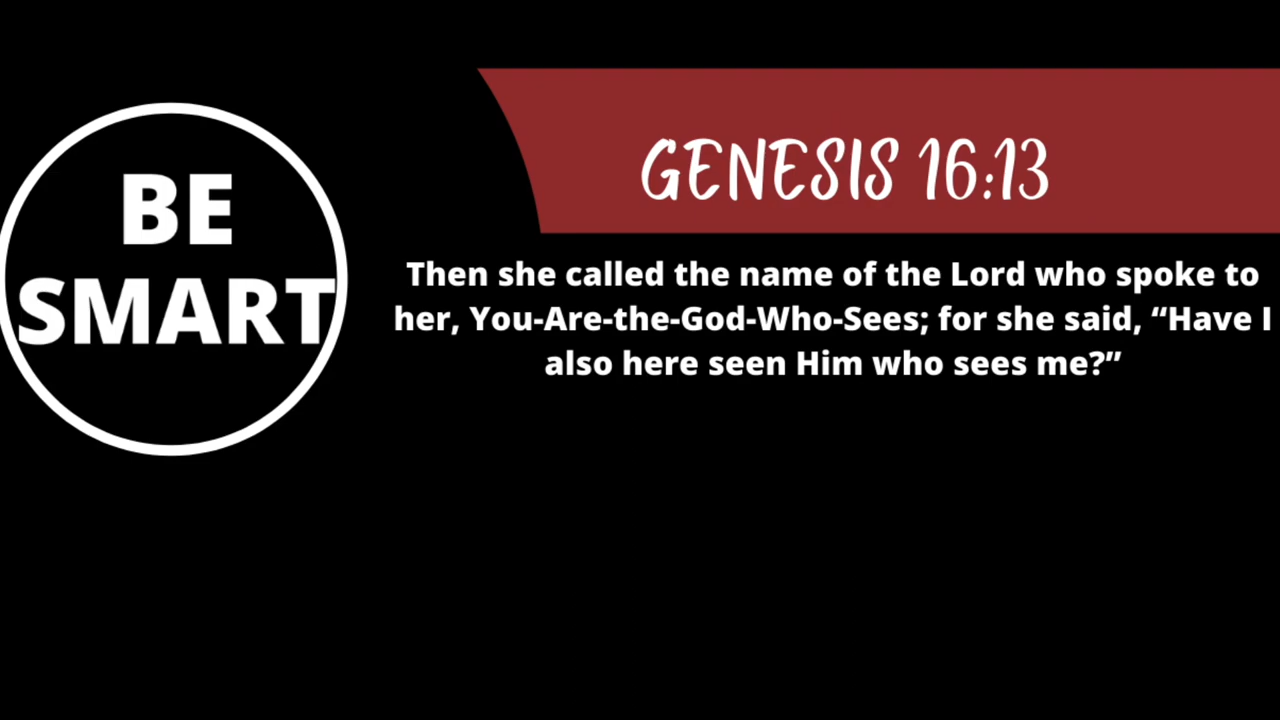 BE
SMART
GENESIS 16:13
Then she called the name of the Lord who spoke to
her, You-Are-the-God-Who-Sees; for she said, “Have I
also here seen Him who sees me?”